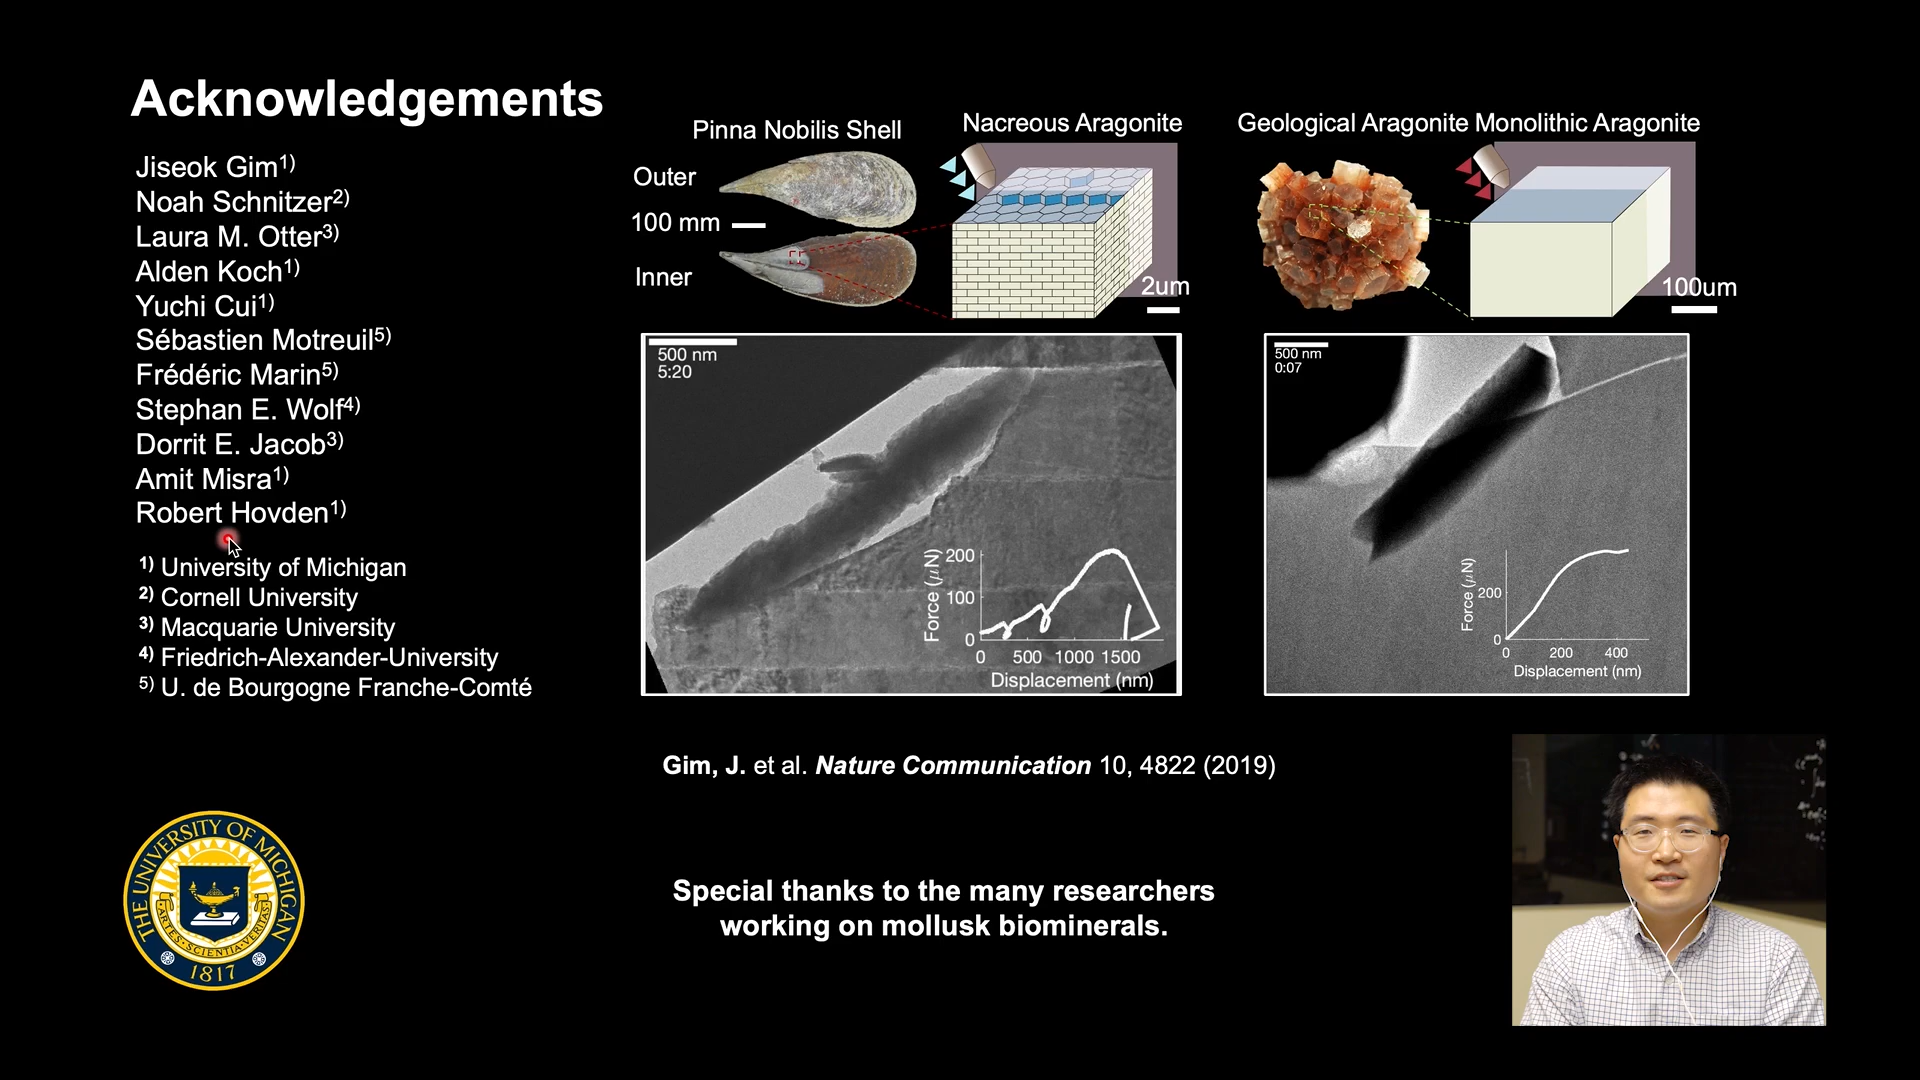 Acknowledgements
Jiseok Gim1)
Noah Schnitzer2)
Laura M. Otter3)
Alden Koch1)
Yuchi Cui1)
Sébastien Motreuil5)
Frédéric Marin5)
Stephan E. Wolf4)
Dorrit E. Jacob3)
Amit Misra1)
Robert Hovden1)
1) University of Michigan
2) Cornell University
3) Macquarie University
4) Friedrich-Alexander-University
5) U. de Bourgogne Franche-Comté
Pinna Nobilis Shell
Outer
100 mm
Inner
Nacreous Aragonite
2um
Geological Aragonite
Monolithic Aragonite
100um
500 nm
5:20
Force (μN)
200
100
0
0 500 1000 1500
Displacement (nm)
500 nm
0:07
Force (μN)
200
0
0 200 400
Displacement (nm)
Gim, J. et al. Nature Communication 10, 4822 (2019)
Special thanks to the many researchers
working on mollusk biominerals.
THE UNIVERSITY OF MICHIGAN
ARTES · SCIENTIA · VERITAS
1817